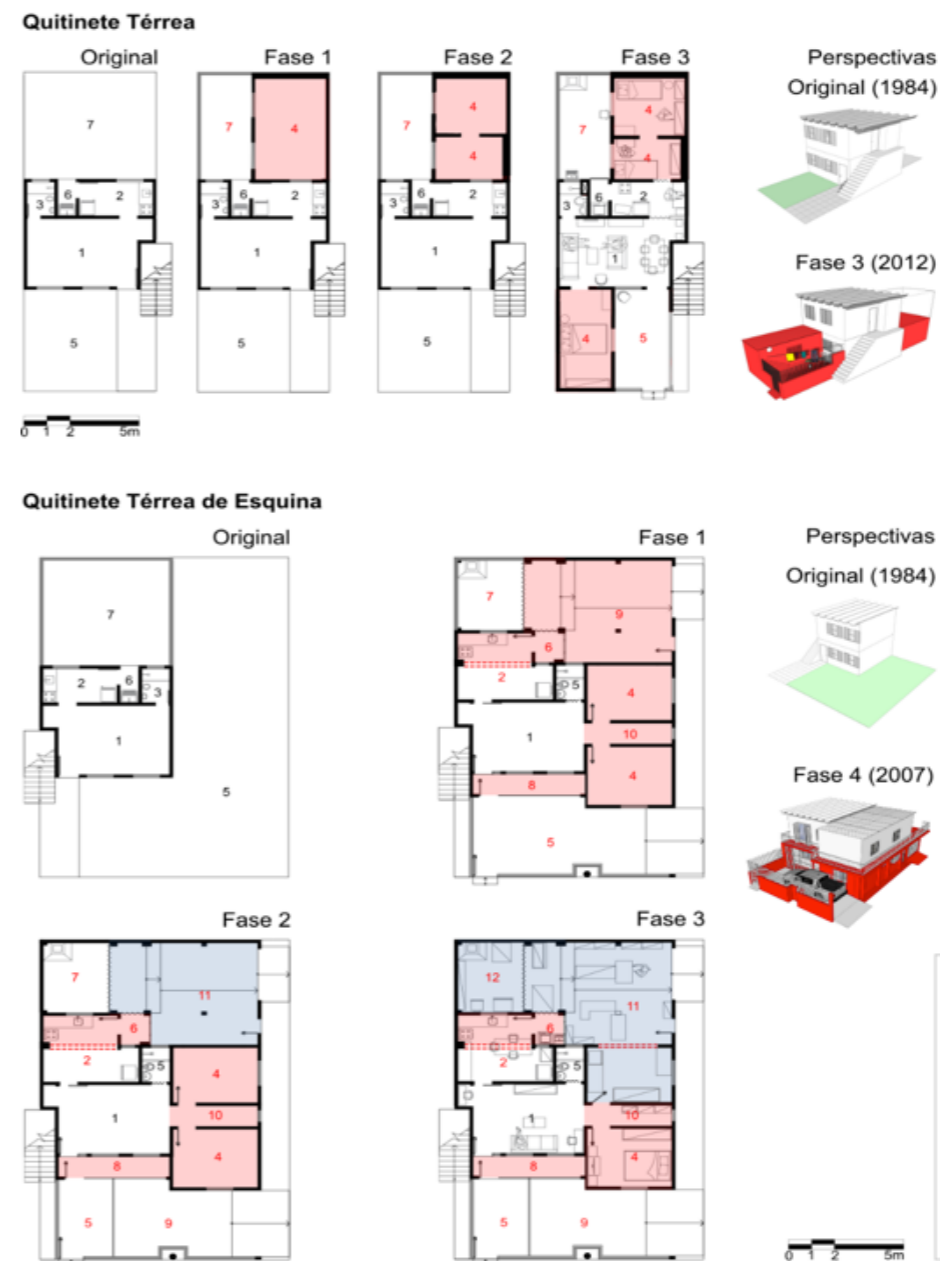 Quitinete Térrea
Original Fase 1 Fase 2 Fase 3 Perspectivas
Original (1984)
7 7 4 7 4 4 7 4 4
3 6 2 3 6 2 3 6 2 3 6 2
1 1 1 1
Fase 3 (2012)
5 5 5 4 5
0 1 2 5m
Quitinete Térrea de Esquina
Original Fase 1 Perspectivas
Original (1984)
7 7 9
2 6 3 6
2 5 4
1 1 10
5 4
8
Fase 4 (2007)
5
Fase 2 Fase 3
7 11 12 11
6 6
2 5 4 2 5
1 10 1 10
4 4
8 8
5 9 5 9
0 1 2 5m